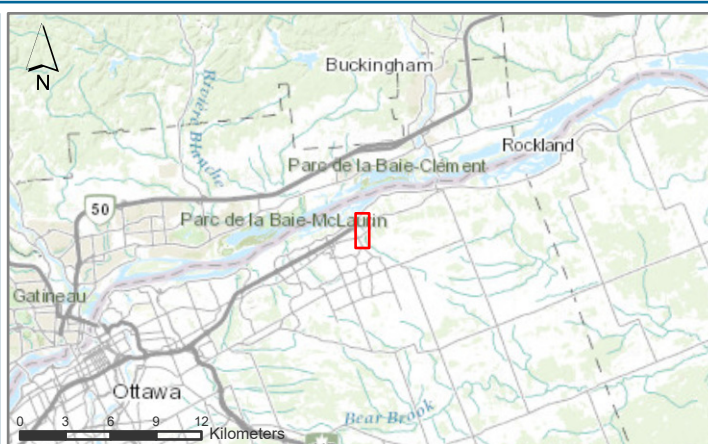 N
Buckingham
Rivière Blanche
Rockland
Parc de la Baie-Clément
50
Parc de la Baie-McLaurin
Gatineau
Ottawa
Bear Brook
0 3 6 9 12
Kilometers